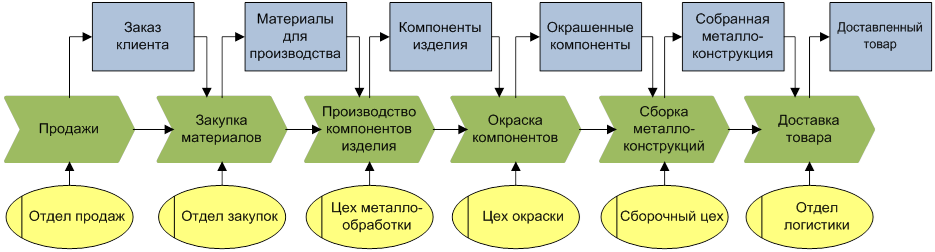 Заказ
клиента
Материалы
для
производства
Компоненты
изделия
Окрашенные
компоненты
Собранная
металло-
конструкция
Доставленный
товар
Продажи
Закупка
материалов
Производство
компонентов
изделия
Окраска
компонентов
Сборка
металло-
конструкций
Доставка
товара
Отдел продаж
Отдел закупок
Цех металло-
обработки
Цех окраски
Сборочный цех
Отдел
логистики